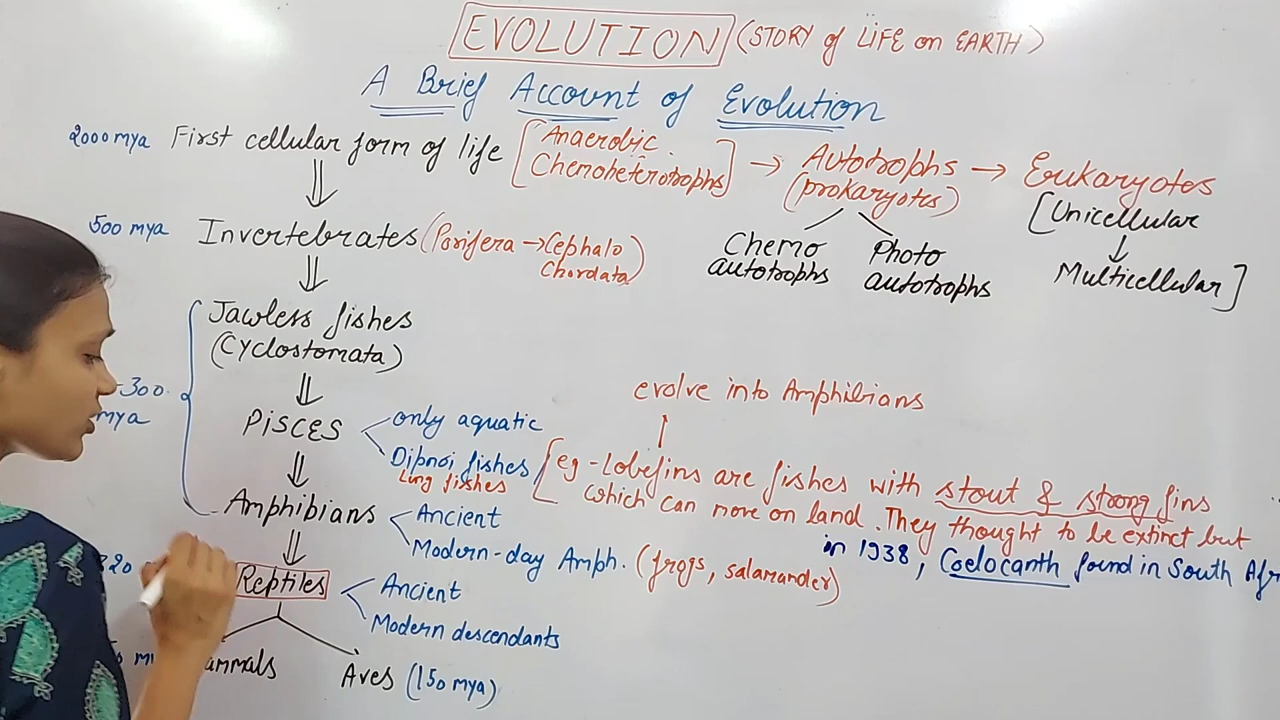 EVOLUTION (STORY of LiFE on EARTH)
A Brief Account of Evolution
2000 mya First cellular form of life [Anaerobic Chemoheterotrophs] → Autotrophs (prokaryotes) → Eukaryotes
[Unicellular
↓
Multicellular]
Chemo autotrophs
Photo autotrophs
500 mya Invertebrates (Porifera → Cephalo Chordata)
Jawless fishes
(Cyclostomata)
-300 mya
PISCES
only aquatic
Dipnoi fishes
Lung fishes
evolve into Amphibians
[eg - Lobefins are fishes with stout & strong fins
which can move on land. They thought to be extinct but
in 1938, Coelocanth found in South Afr
Amphibians
Ancient
Modern-day Amph. (frogs, salamander)
Reptiles
Ancient
Modern descendants
Aves (150 mya)